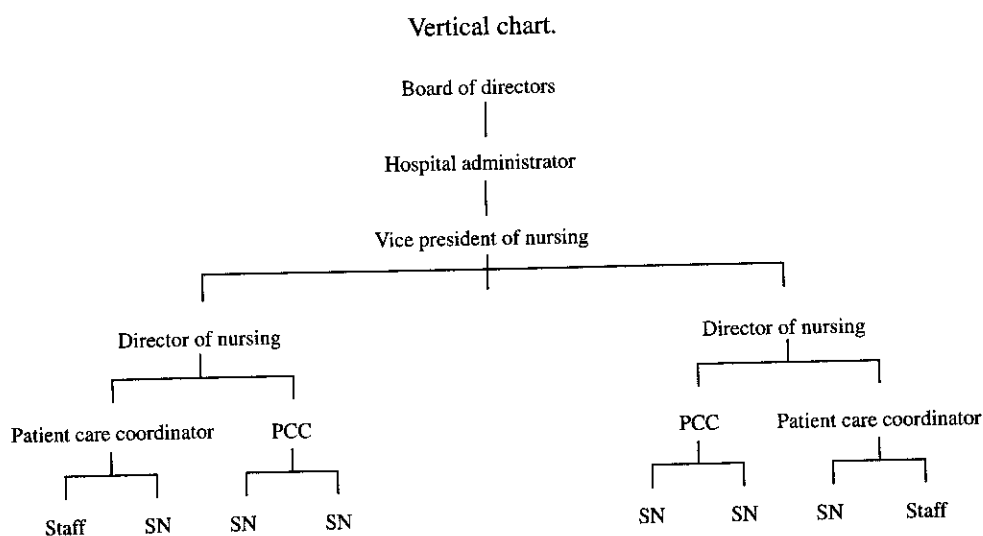 Vertical chart.
Board of directors
Hospital administrator
Vice president of nursing
Director of nursing
Director of nursing
Patient care coordinator
PCC
PCC
Patient care coordinator
Staff
SN
SN
SN
SN
SN
SN
Staff